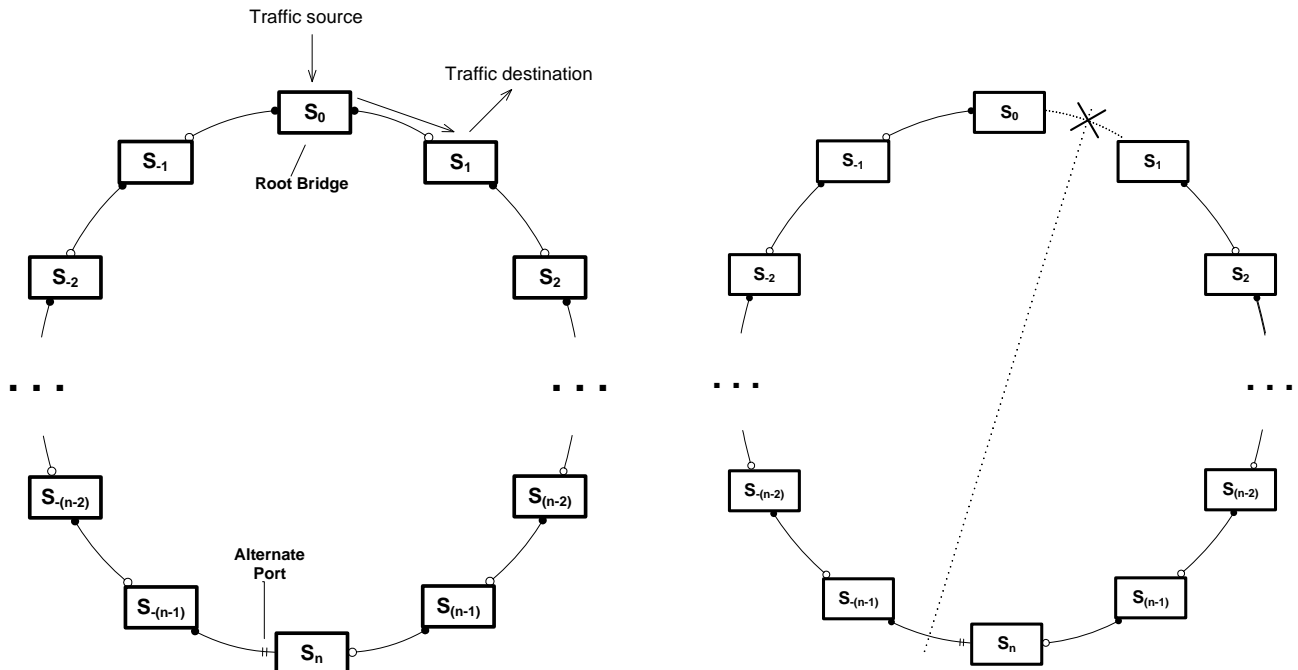 Traffic source
Traffic destination
S₀
S₋₁
S₁
Root Bridge
S₋₂
S₂
. . .
. . .
S₋₍ₙ₋₂₎
S₍ₙ₋₂₎
Alternate
Port
S₋₍ₙ₋₁₎
S₍ₙ₋₁₎
Sₙ
S₀
S₋₁
S₁
S₋₂
S₂
. . .
. . .
S₋₍ₙ₋₂₎
S₍ₙ₋₂₎
S₋₍ₙ₋₁₎
S₍ₙ₋₁₎
Sₙ